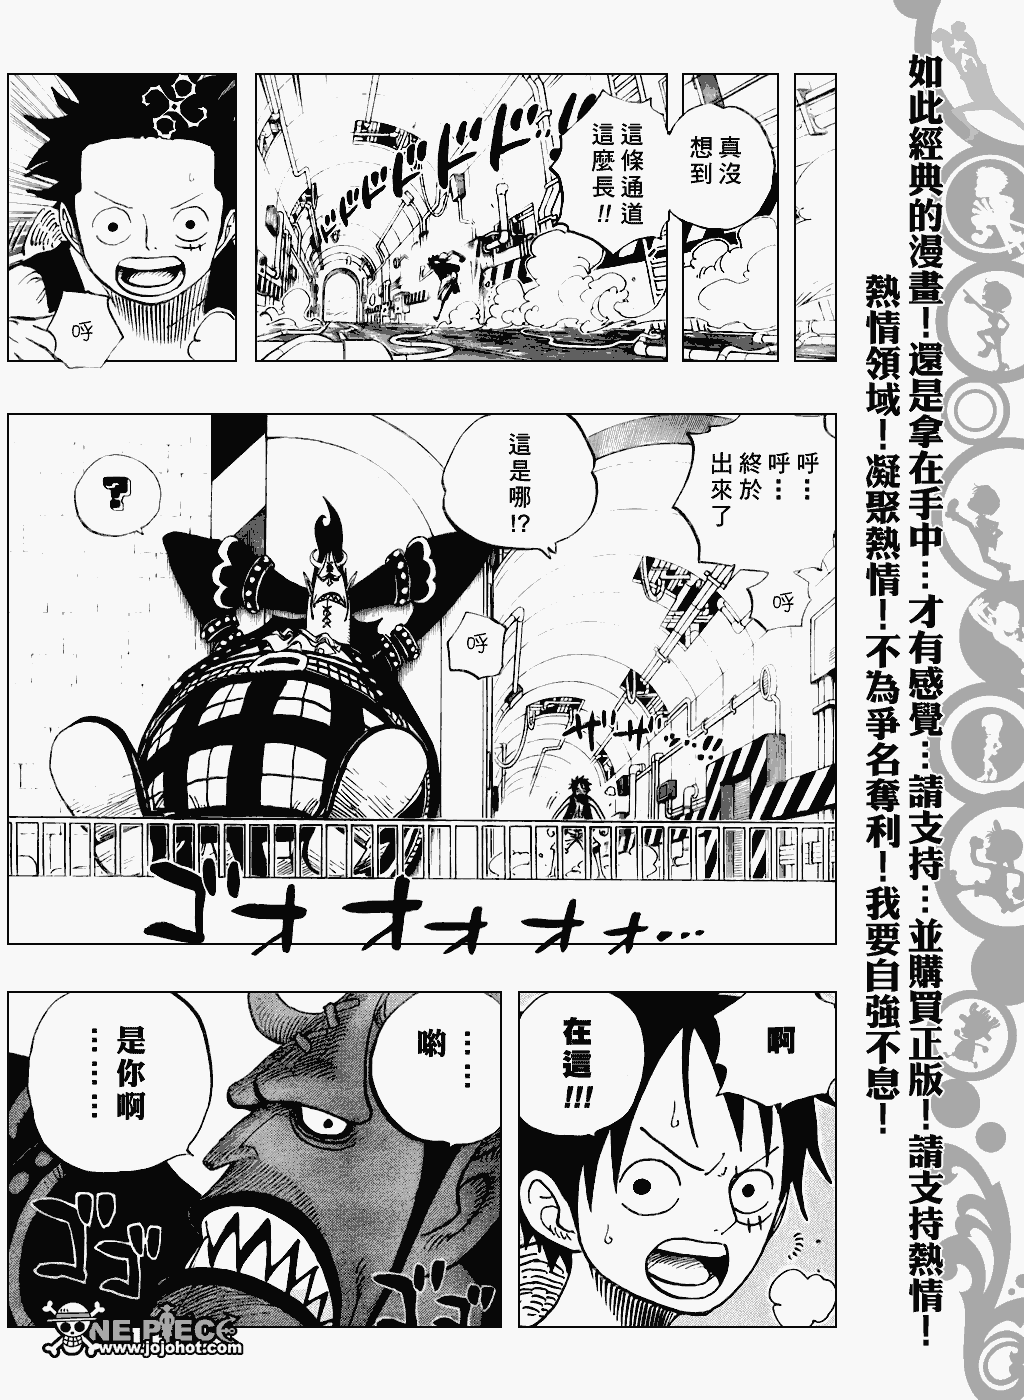 如此經典的漫畫！還是拿在手中…才有感覺…請支持…並購買正版！請支持熱情！
熱情領域！凝聚熱情！不為爭名奪利！我要自強不息！
真沒
想到
這條通道
這麼長!!
ドドドドドドド
呼
呼…
呼…
終於
出來了
這是哪!?
?
呼
呼
ザザッ
ゴオオオオオ…
啊
在這!!!
……
喲
是你啊
………
ゴゴ
ゴゴ
ONE PIECE
www.jojohot.com